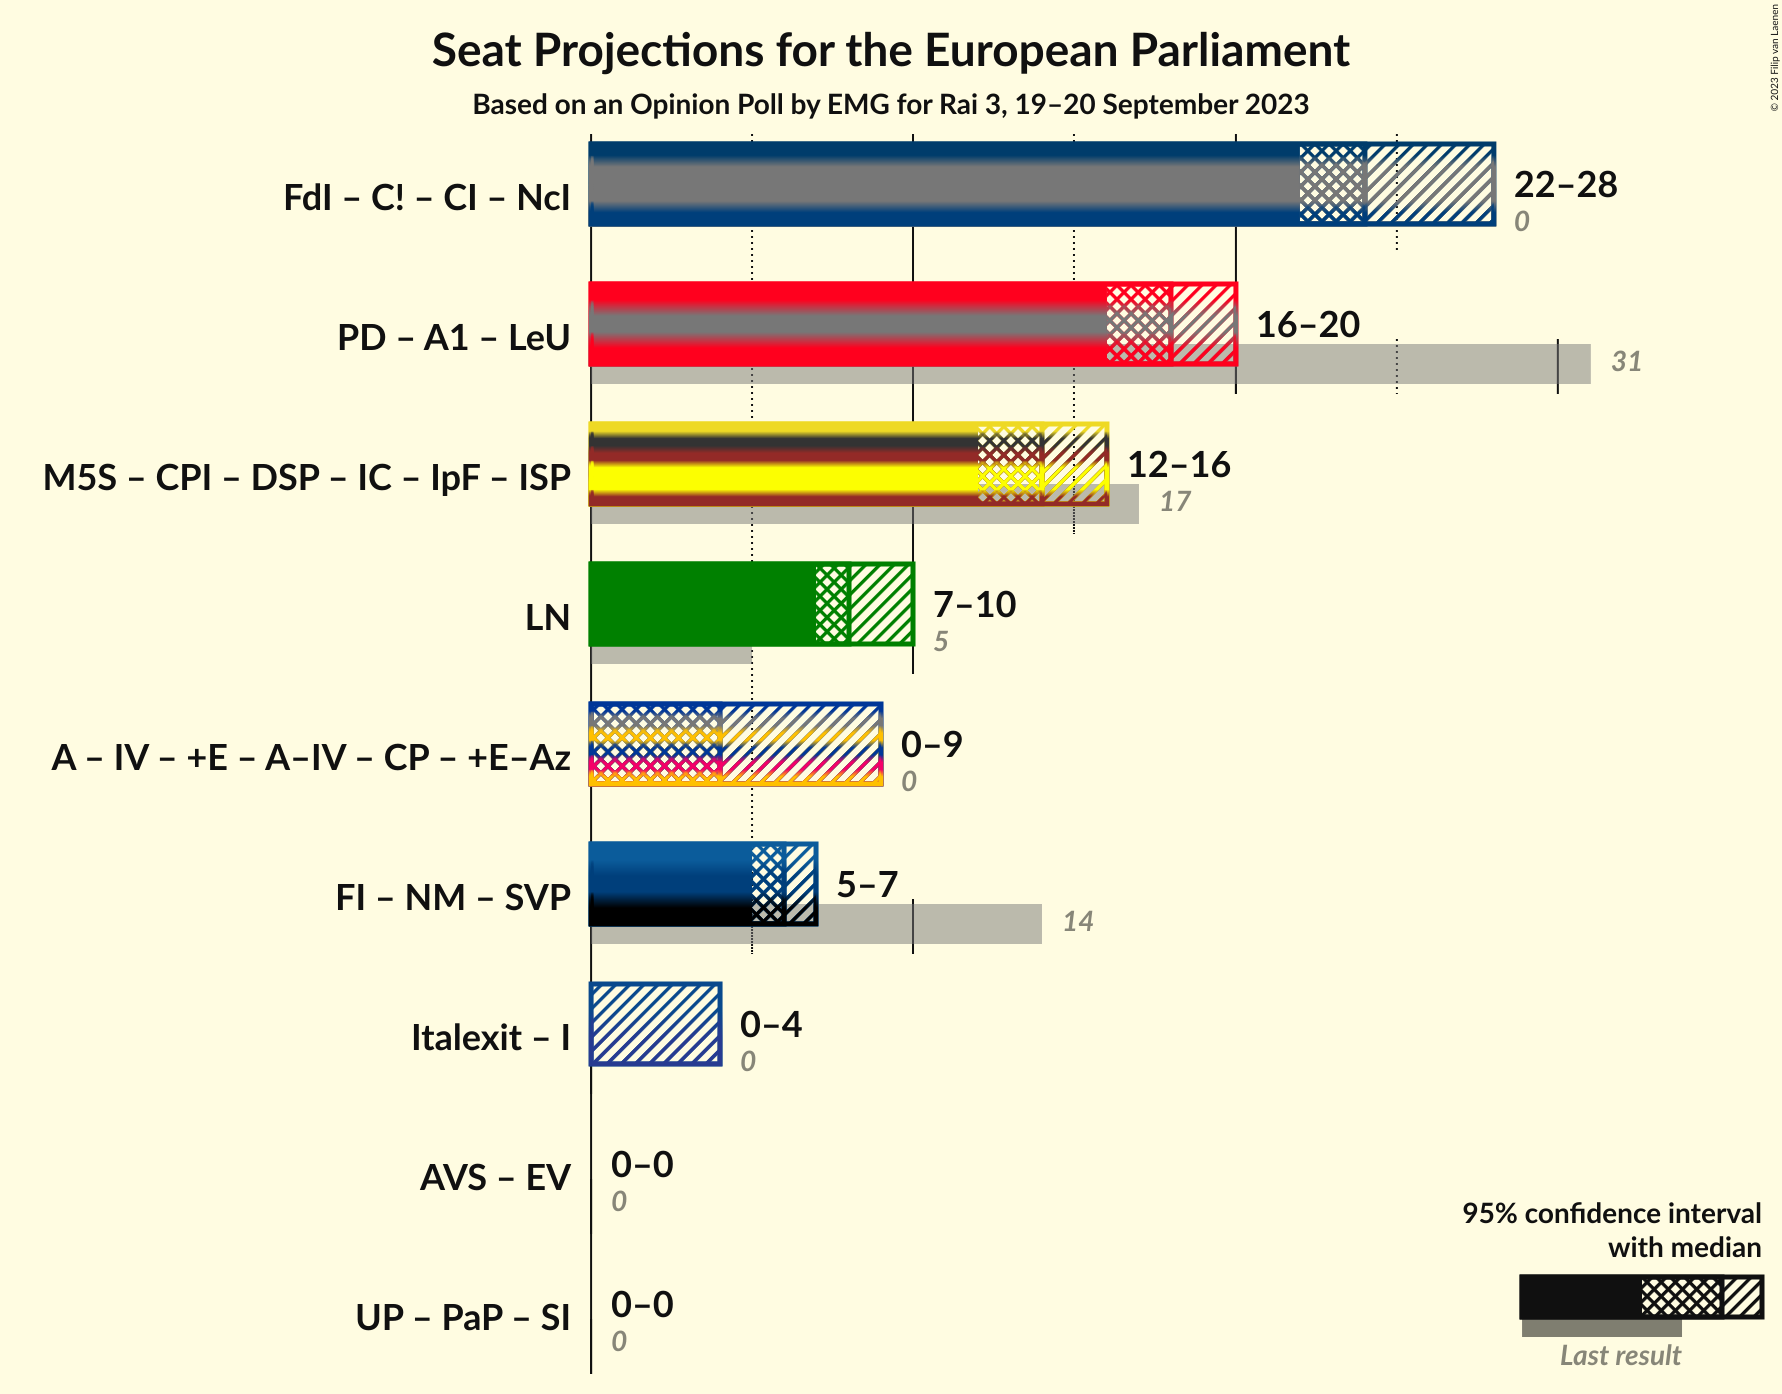 Seat Projections for the European Parliament
Based on an Opinion Poll by EMG for Rai 3, 19–20 September 2023
© 2023 Filip van Laenen
FdI – C! – CI – NcI
22–28
0
PD – A1 – LeU
16–20
31
M5S – CPI – DSP – IC – IpF – ISP
12–16
17
LN
7–10
5
A – IV – +E – A–IV – CP – +E–Az
0–9
0
FI – NM – SVP
5–7
14
Italexit – I
0–4
0
AVS – EV
0–0
0
UP – PaP – SI
0–0
0
95% confidence interval
with median
Last result